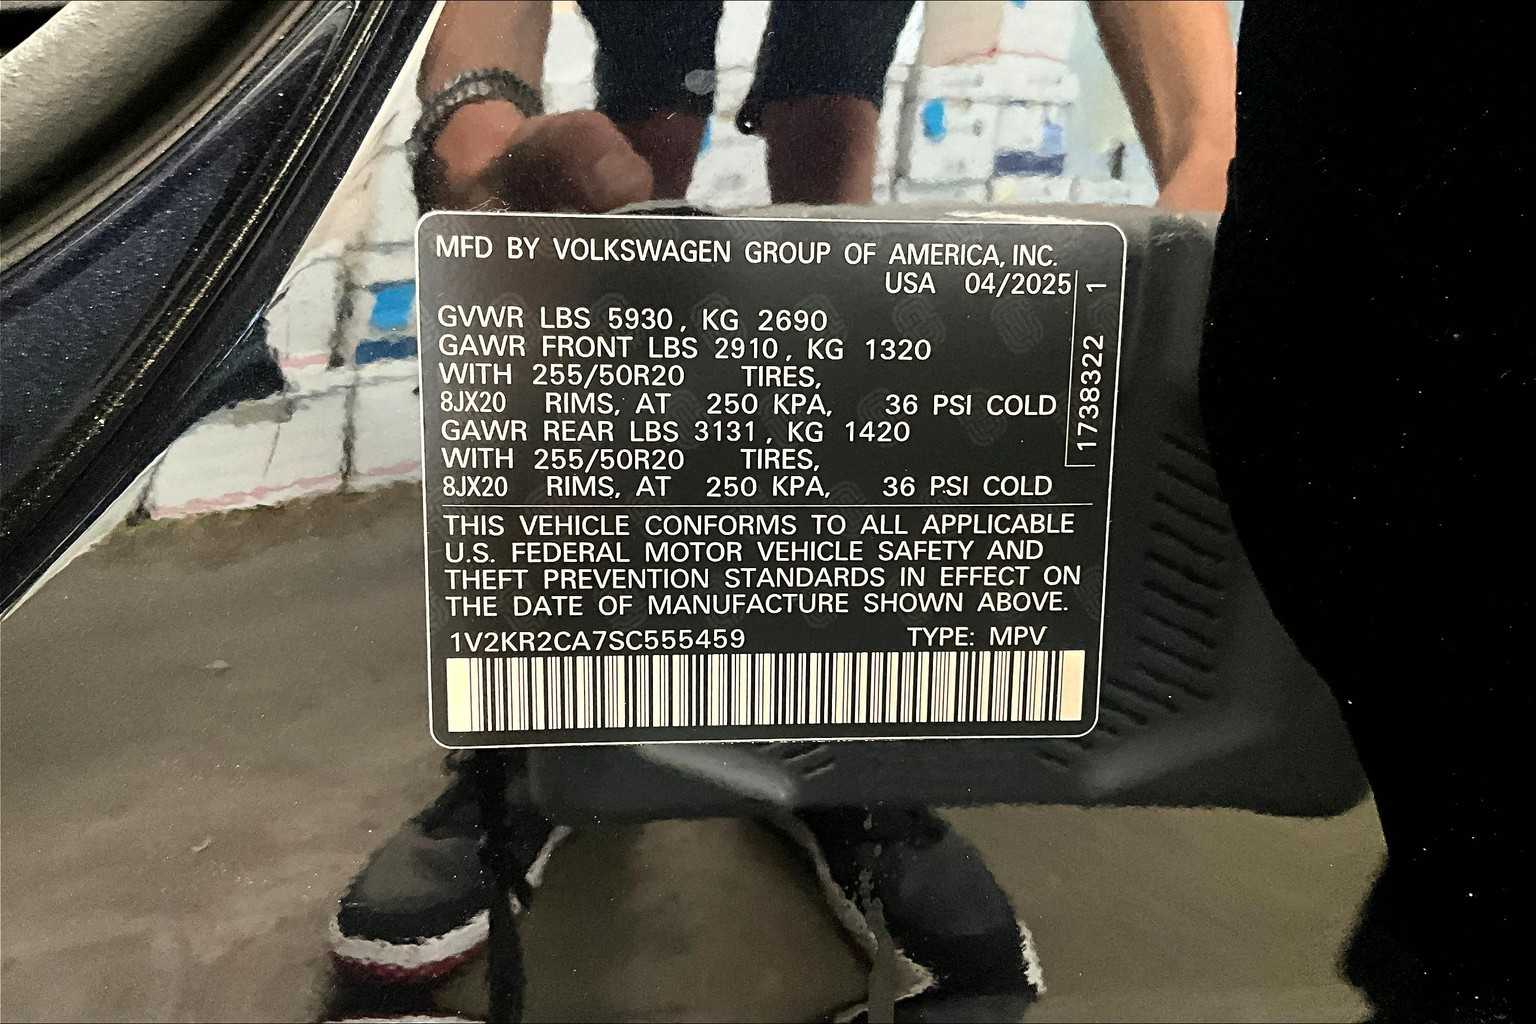 MFD BY VOLKSWAGEN GROUP OF AMERICA, INC.
USA 04/2025
GVWR LBS 5930, KG 2690
GAWR FRONT LBS 2910, KG 1320
WITH 255/50R20 TIRES,
8JX20 RIMS, AT 250 KPA, 36 PSI COLD
GAWR REAR LBS 3131, KG 1420
WITH 255/50R20 TIRES,
8JX20 RIMS, AT 250 KPA, 36 PSI COLD
1738322 1
THIS VEHICLE CONFORMS TO ALL APPLICABLE
U.S. FEDERAL MOTOR VEHICLE SAFETY AND
THEFT PREVENTION STANDARDS IN EFFECT ON
THE DATE OF MANUFACTURE SHOWN ABOVE.
1V2KR2CA7SC555459 TYPE: MPV